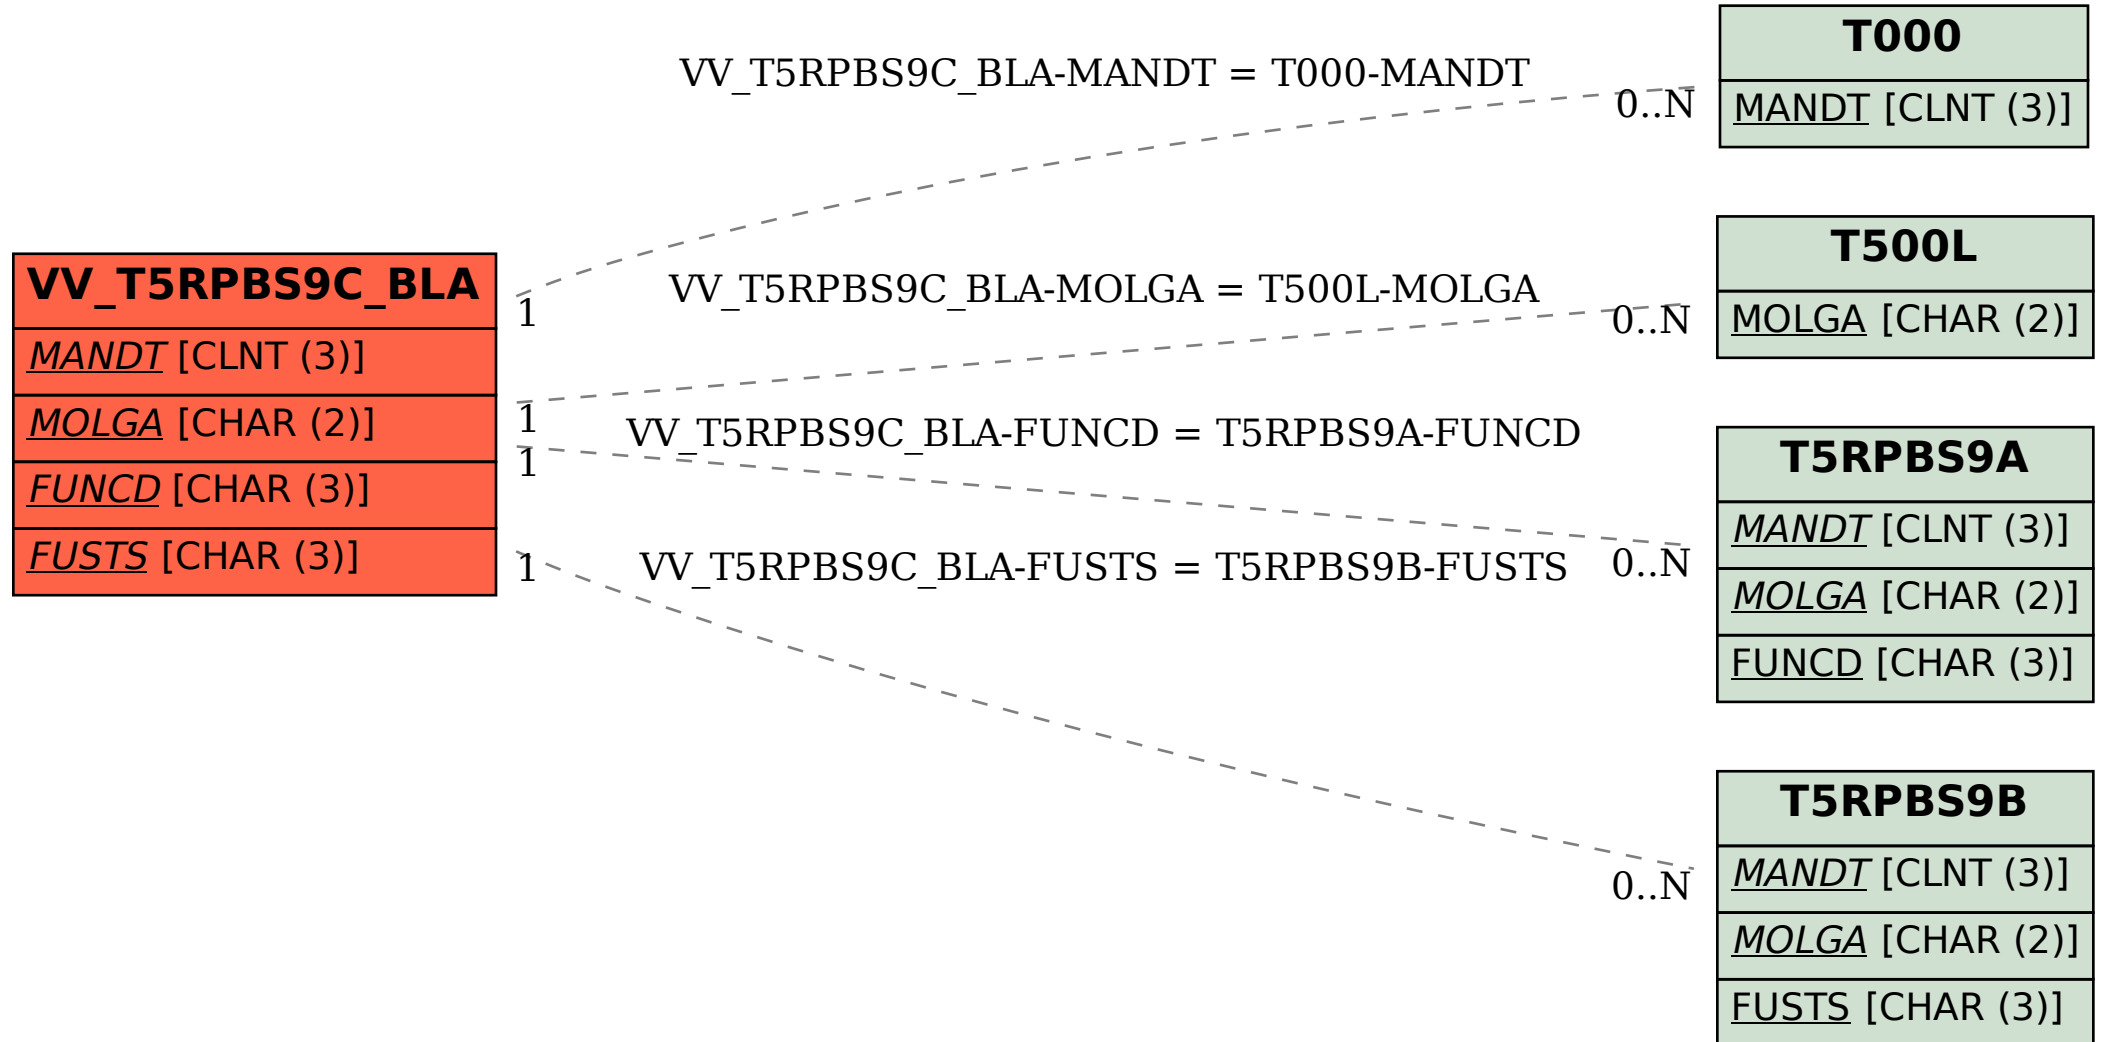 VV_T5RPBS9C_BLA
MANDT [CLNT (3)]
MOLGA [CHAR (2)]
FUNCD [CHAR (3)]
FUSTS [CHAR (3)]
VV_T5RPBS9C_BLA-MANDT = T000-MANDT
1
0..N
VV_T5RPBS9C_BLA-MOLGA = T500L-MOLGA
1
0..N
VV_T5RPBS9C_BLA-FUNCD = T5RPBS9A-FUNCD
1
0..N
VV_T5RPBS9C_BLA-FUSTS = T5RPBS9B-FUSTS
1
0..N
T000
MANDT [CLNT (3)]
T500L
MOLGA [CHAR (2)]
T5RPBS9A
MANDT [CLNT (3)]
MOLGA [CHAR (2)]
FUNCD [CHAR (3)]
T5RPBS9B
MANDT [CLNT (3)]
MOLGA [CHAR (2)]
FUSTS [CHAR (3)]